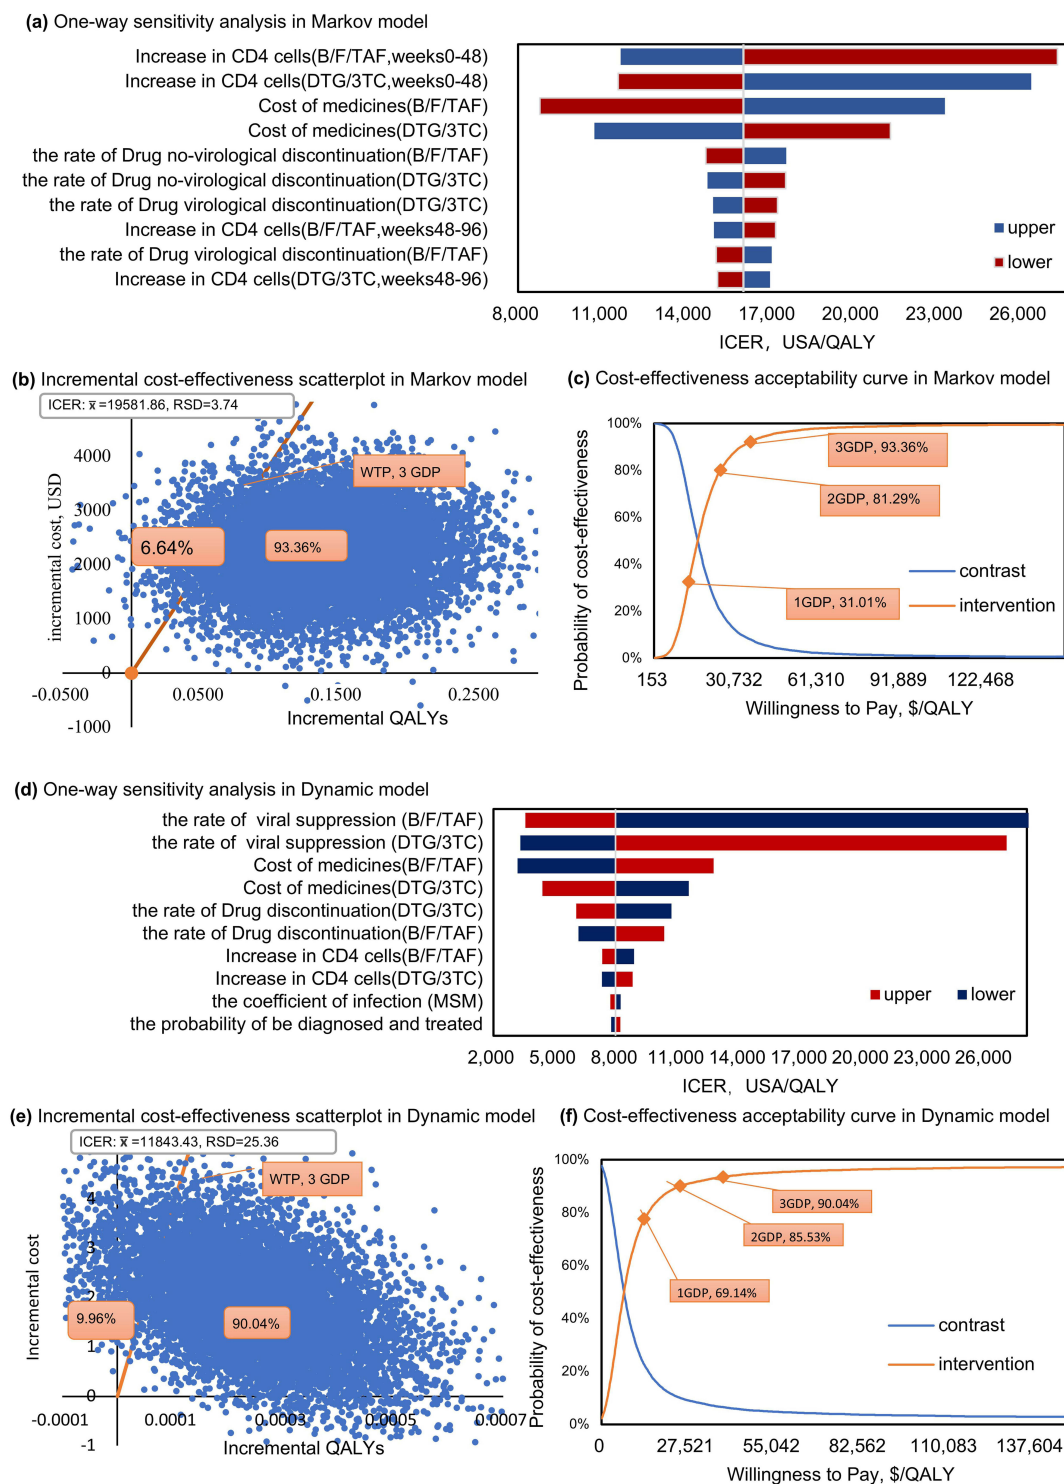 (a) One-way sensitivity analysis in Markov model
Increase in CD4 cells(B/F/TAF,weeks0-48)
Increase in CD4 cells(DTG/3TC,weeks0-48)
Cost of medicines(B/F/TAF)
Cost of medicines(DTG/3TC)
the rate of Drug no-virological discontinuation(B/F/TAF)
the rate of Drug no-virological discontinuation(DTG/3TC)
the rate of Drug virological discontinuation(DTG/3TC)
Increase in CD4 cells(B/F/TAF,weeks48-96)
the rate of Drug virological discontinuation(B/F/TAF)
Increase in CD4 cells(DTG/3TC,weeks48-96)
upper
lower
8,000 11,000 14,000 17,000 20,000 23,000 26,000
ICER， USA/QALY
(b) Incremental cost-effectiveness scatterplot in Markov model
ICER: x̄ =19581.86, RSD=3.74
WTP, 3 GDP
6.64%
93.36%
incremental cost, USD
4000
3000
2000
1000
0
-1000
-0.0500 0.0500 0.1500 0.2500
Incremental QALYs
(c) Cost-effectiveness acceptability curve in Markov model
Probability of cost-effectiveness
100%
80%
60%
40%
20%
0%
3GDP, 93.36%
2GDP, 81.29%
1GDP, 31.01%
contrast
intervention
153 30,732 61,310 91,889 122,468
Willingness to Pay, $/QALY
(d) One-way sensitivity analysis in Dynamic model
the rate of viral suppression (B/F/TAF)
the rate of viral suppression (DTG/3TC)
Cost of medicines(B/F/TAF)
Cost of medicines(DTG/3TC)
the rate of Drug discontinuation(DTG/3TC)
the rate of Drug discontinuation(B/F/TAF)
Increase in CD4 cells(B/F/TAF)
Increase in CD4 cells(DTG/3TC)
the coefficient of infection (MSM)
the probability of be diagnosed and treated
upper lower
2,000 5,000 8,000 11,000 14,000 17,000 20,000 23,000 26,000
ICER， USA/QALY
(e) Incremental cost-effectiveness scatterplot in Dynamic model
ICER: x̄ =11843.43, RSD=25.36
WTP, 3 GDP
9.96%
90.04%
Incremental cost
4
3
2
1
0
-1
-0.0001 0.0001 0.0003 0.0005 0.0007
Incremental QALYs
(f) Cost-effectiveness acceptability curve in Dynamic model
Probability of cost-effectiveness
100%
80%
60%
40%
20%
0%
3GDP, 90.04%
2GDP, 85.53%
1GDP, 69.14%
contrast
intervention
0 27,521 55,042 82,562 110,083 137,604
Willingness to Pay, $/QALY